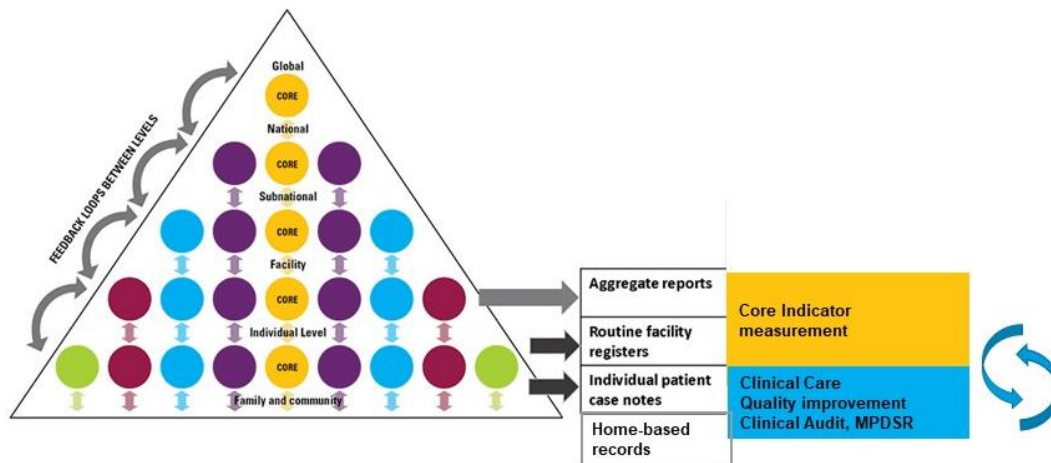 Global
CORE
National
CORE
Subnational
CORE
Facility
CORE
Individual Level
CORE
Family and community
FEEDBACK LOOPS BETWEEN LEVELS
Aggregate reports
Routine facility
registers
Individual patient
case notes
Home-based
records
Core Indicator
measurement
Clinical Care
Quality improvement
Clinical Audit, MPDSR